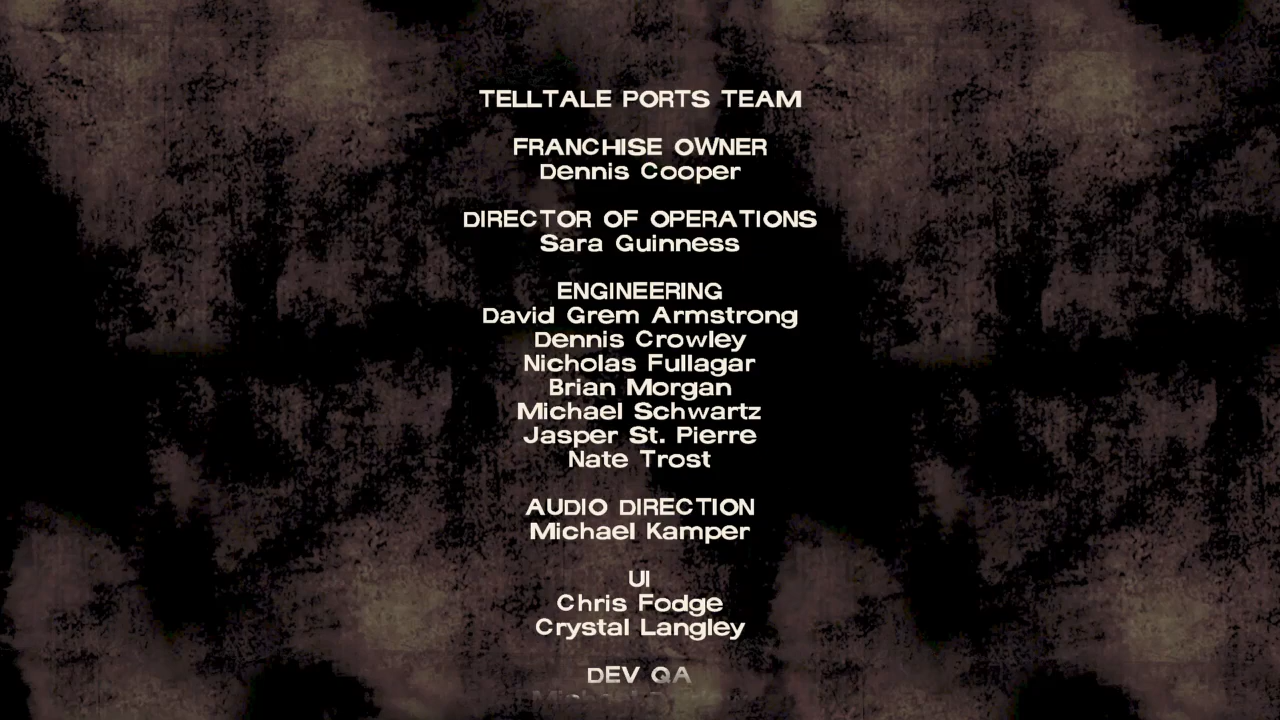 TELLTALE PORTS TEAM
FRANCHISE OWNER
Dennis Cooper
DIRECTOR OF OPERATIONS
Sara Guinness
ENGINEERING
David Grem Armstrong
Dennis Crowley
Nicholas Fullagar
Brian Morgan
Michael Schwartz
Jasper St. Pierre
Nate Trost
AUDIO DIRECTION
Michael Kamper
UI
Chris Fodge
Crystal Langley
DEV QA